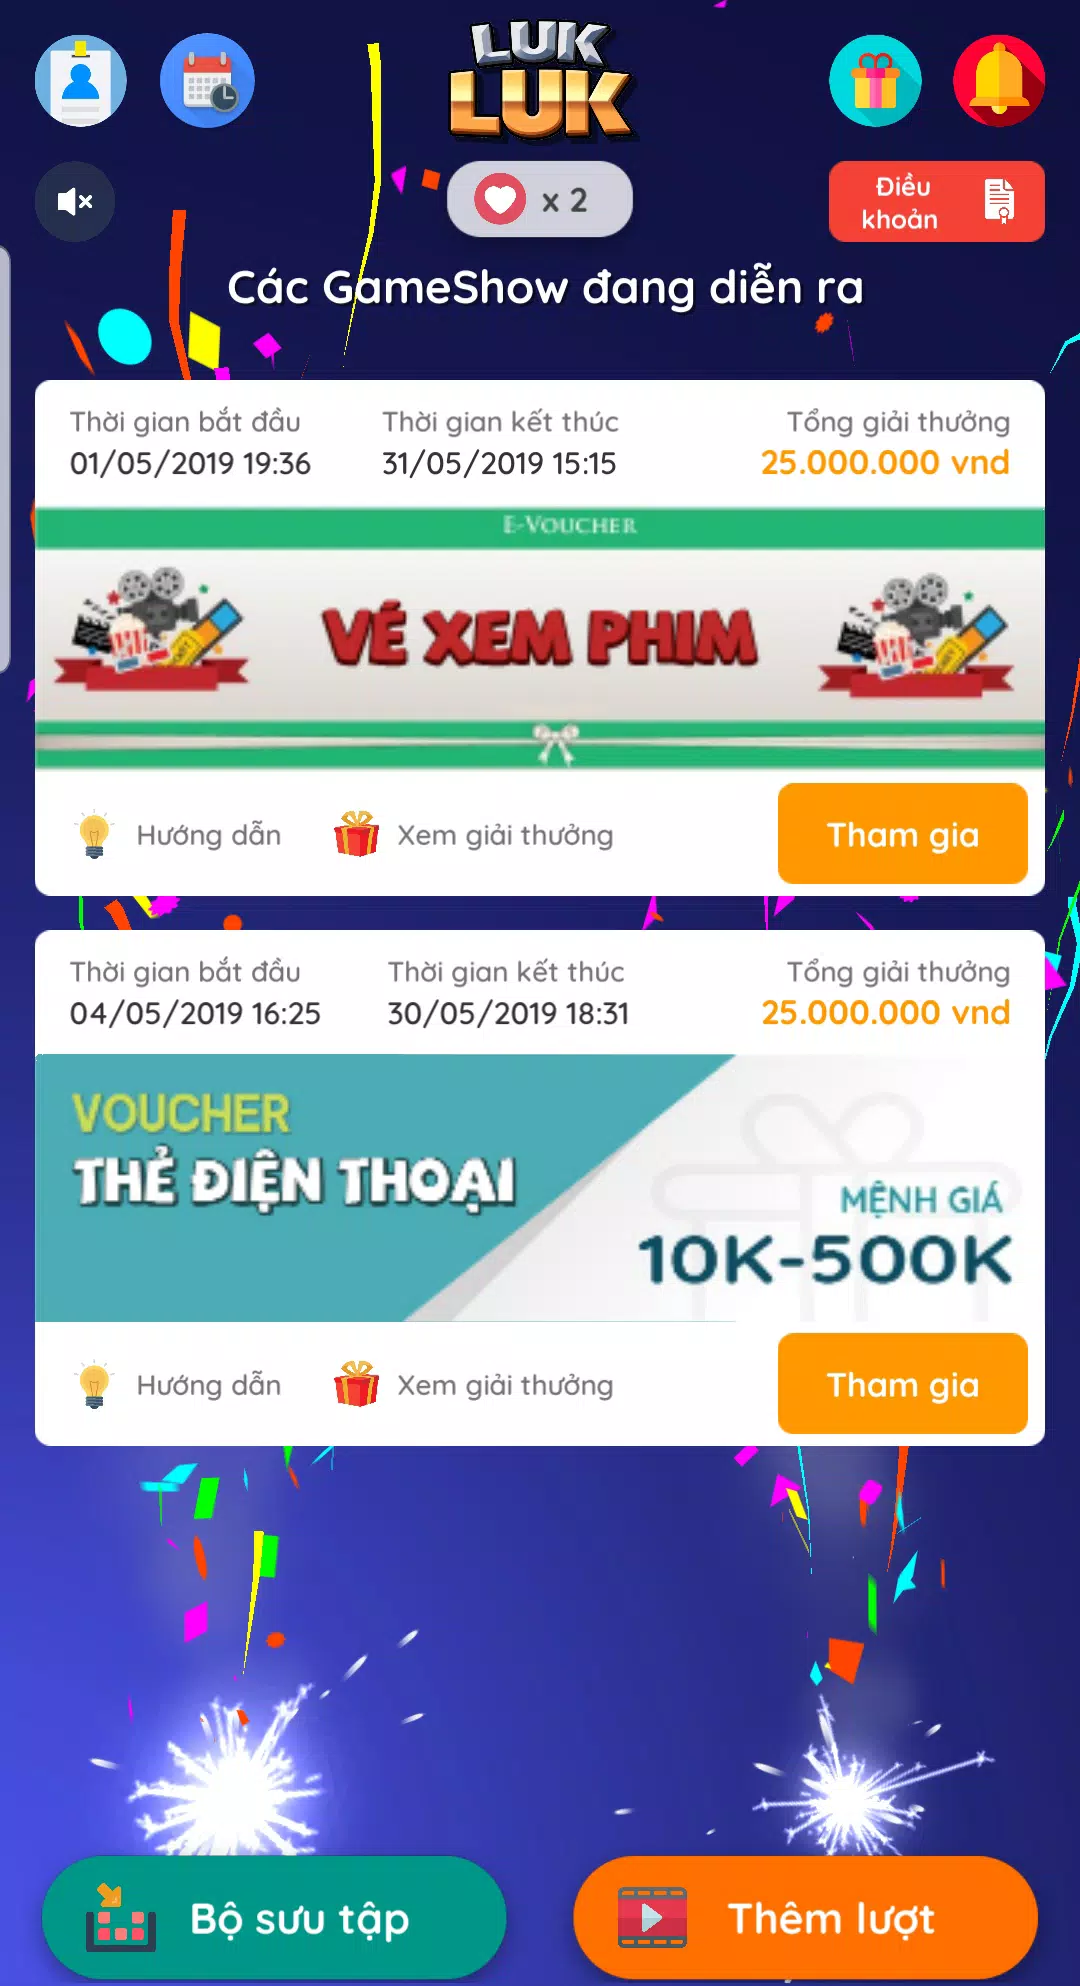 LUK
LUK
x 2
Điều
khoản
Các GameShow đang diễn ra
Thời gian bắt đầu
Thời gian kết thúc
Tổng giải thưởng
01/05/2019 19:36
31/05/2019 15:15
25.000.000 vnd
E-VOUCHER
VÉ XEM PHIM
Hướng dẫn
Xem giải thưởng
Tham gia
Thời gian bắt đầu
Thời gian kết thúc
Tổng giải thưởng
04/05/2019 16:25
30/05/2019 18:31
25.000.000 vnd
VOUCHER
THẺ ĐIỆN THOẠI
MỆNH GIÁ
10K-500K
Hướng dẫn
Xem giải thưởng
Tham gia
Bộ sưu tập
Thêm lượt